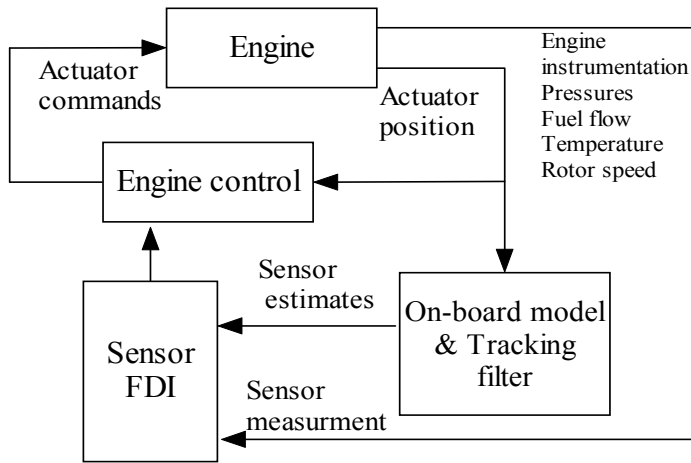 Engine
Engine
instrumentation
Pressures
Fuel flow
Temperature
Rotor speed
Actuator
commands
Actuator
position
Engine control
Sensor
estimates
On-board model
& Tracking
filter
Sensor
FDI
Sensor
measurment